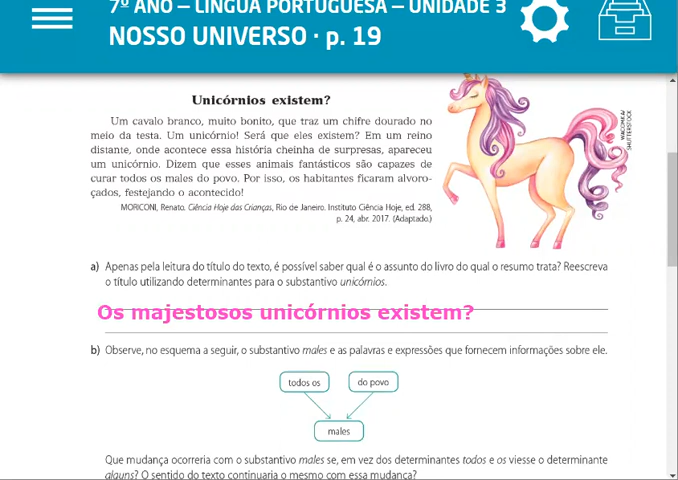 7º ANO – LÍNGUA PORTUGUESA – UNIDADE 3
NOSSO UNIVERSO · p. 19
Unicórnios existem?
Um cavalo branco, muito bonito, que traz um chifre dourado no
meio da testa. Um unicórnio! Será que eles existem? Em um reino
distante, onde acontece essa história cheinha de surpresas, apareceu
um unicórnio. Dizem que esses animais fantásticos são capazes de
curar todos os males do povo. Por isso, os habitantes ficaram alvoro-
çados, festejando o acontecido!
MORICONI, Renato. Ciência Hoje das Crianças, Rio de Janeiro. Instituto Ciência Hoje, ed. 288,
p. 24, abr. 2017. (Adaptado.)
WACOMKA/
SHUTTERSTOCK
a) Apenas pela leitura do título do texto, é possível saber qual é o assunto do livro do qual o resumo trata? Reescreva
o título utilizando determinantes para o substantivo unicórnios.
Os majestosos unicórnios existem?
b) Observe, no esquema a seguir, o substantivo males e as palavras e expressões que fornecem informações sobre ele.
todos os
do povo
males
Que mudança ocorreria com o substantivo males se, em vez dos determinantes todos e os viesse o determinante
alguns? O sentido do texto continuaria o mesmo com essa mudança?